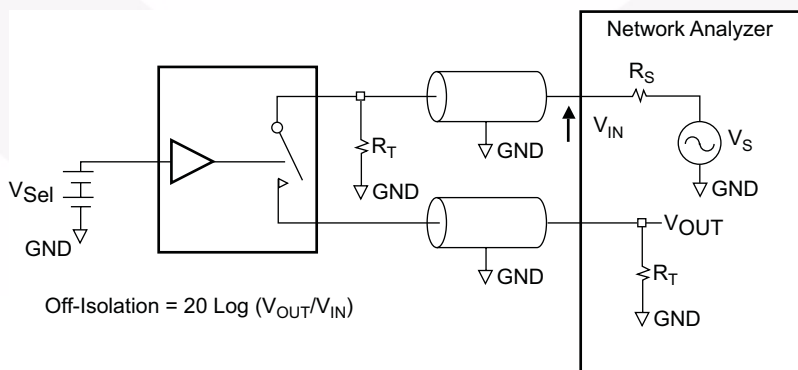 Network Analyzer
R_S
V_IN
V_S
R_T
GND
GND
GND
V_Sel
GND
GND
V_OUT
R_T
GND
Off-Isolation = 20 Log (V_OUT/V_IN)